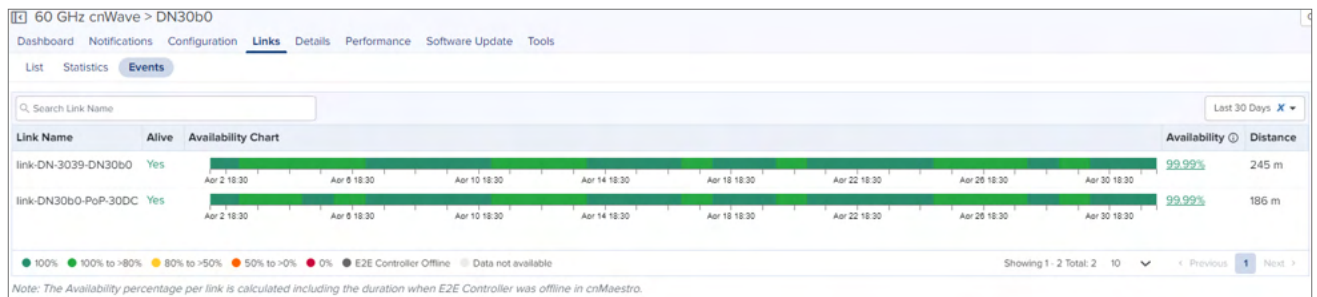 60 GHz cnWave > DN30b0
Dashboard Notifications Configuration Links Details Performance Software Update Tools
List Statistics Events
Search Link Name
Last 30 Days X
Link Name Alive Availability Chart Availability Distance
link-DN-3039-DN30b0 Yes 99.99% 245 m
Apr 2 18:30 Apr 6 18:30 Apr 10 18:30 Apr 14 18:30 Apr 18 18:30 Apr 22 18:30 Apr 26 18:30 Apr 30 18:30
link-DN30b0-PoP-30DC Yes 99.99% 186 m
Apr 2 18:30 Apr 6 18:30 Apr 10 18:30 Apr 14 18:30 Apr 18 18:30 Apr 22 18:30 Apr 26 18:30 Apr 30 18:30
100% 100% to >80% 80% to >50% 50% to >0% 0% E2E Controller Offline Data not available Showing 1 - 2 Total: 2 10 < Previous 1 Next >
Note: The Availability percentage per link is calculated including the duration when E2E Controller was offline in cnMaestro.